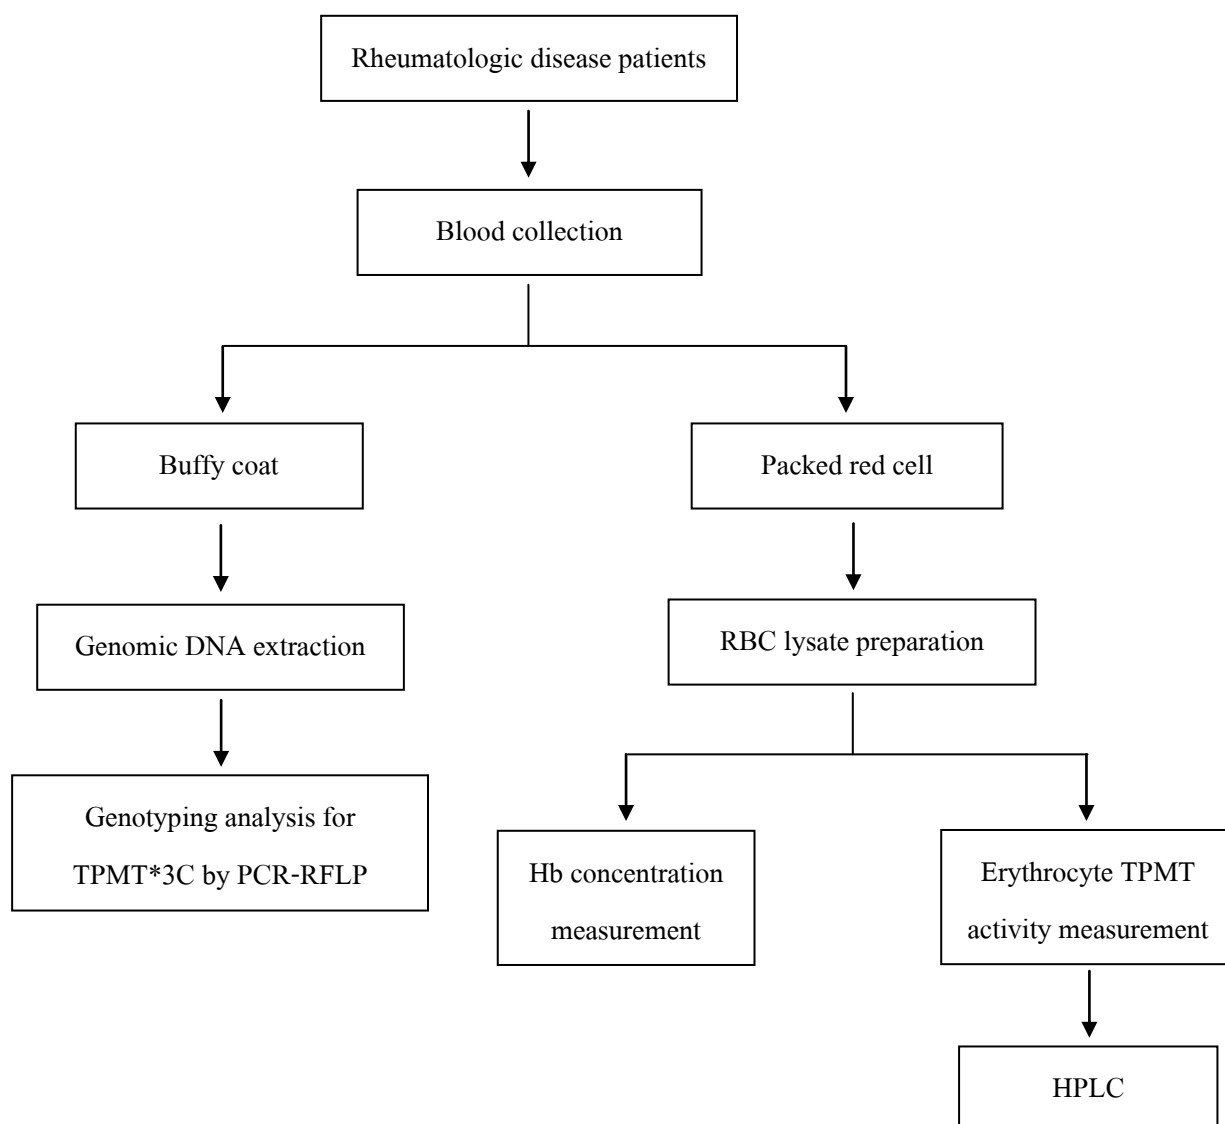 Rheumatologic disease patients
Blood collection
Buffy coat
Packed red cell
Genomic DNA extraction
RBC lysate preparation
Genotyping analysis for
TPMT*3C by PCR-RFLP
Hb concentration
measurement
Erythrocyte TPMT
activity measurement
HPLC